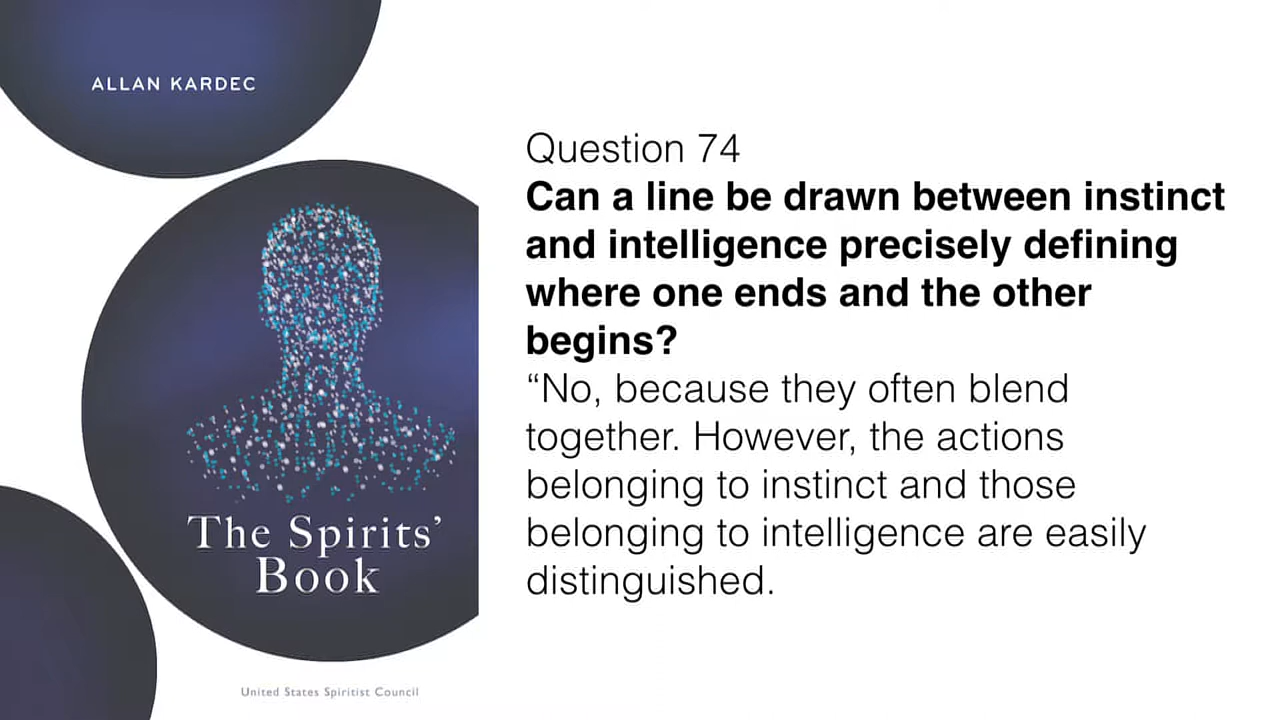 ALLAN KARDEC
The Spirits’
Book
United States Spiritist Council
Question 74
Can a line be drawn between instinct
and intelligence precisely defining
where one ends and the other
begins?
“No, because they often blend
together. However, the actions
belonging to instinct and those
belonging to intelligence are easily
distinguished.